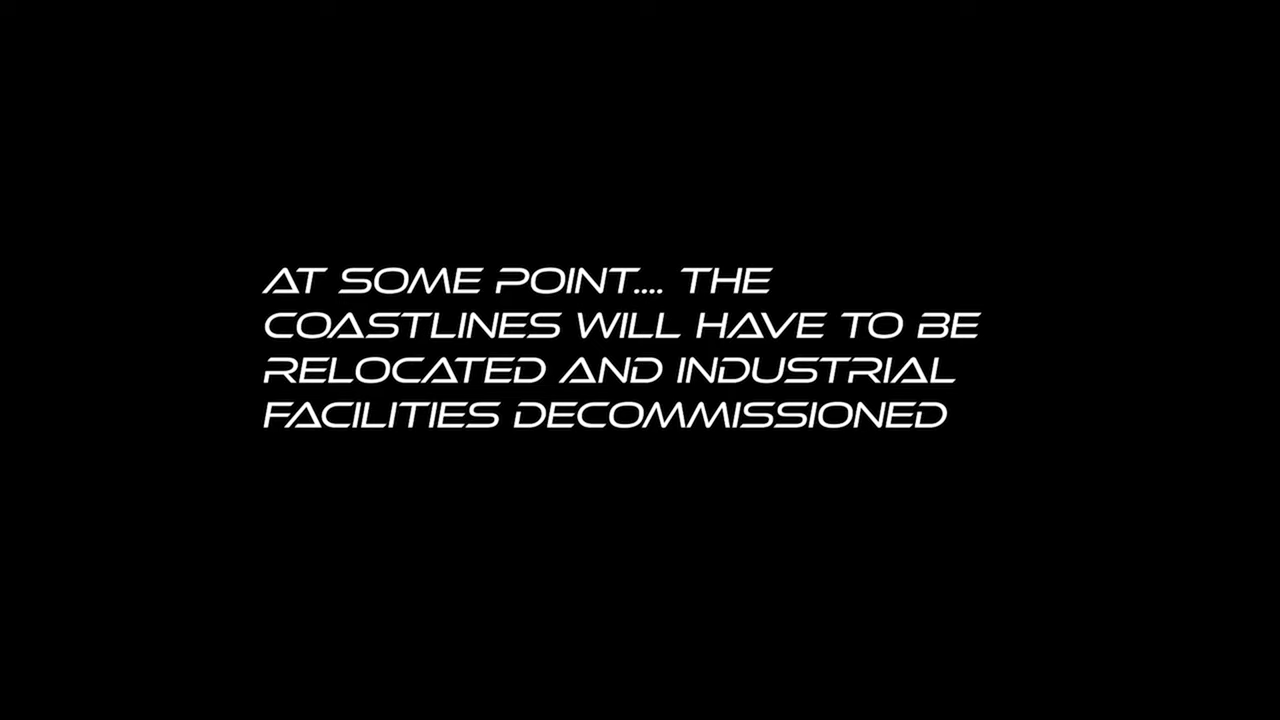 AT SOME POINT.... THE
COASTLINES WILL HAVE TO BE
RELOCATED AND INDUSTRIAL
FACILITIES DECOMMISSIONED